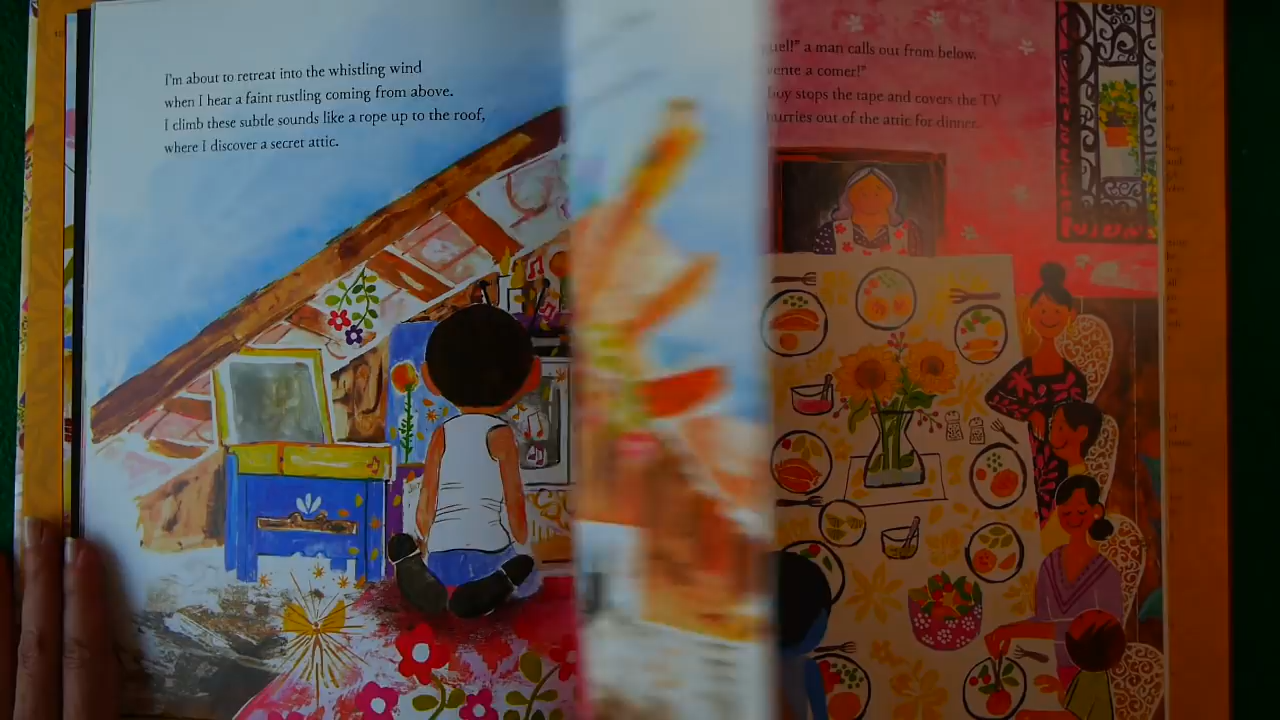 I'm about to retreat into the whistling wind
when I hear a faint rustling coming from above.
I climb these subtle sounds like a rope up to the roof,
where I discover a secret attic.
a man calls out from below.
a comer!"
boy stops the tape and covers the TV
hurries out of the attic for dinner.